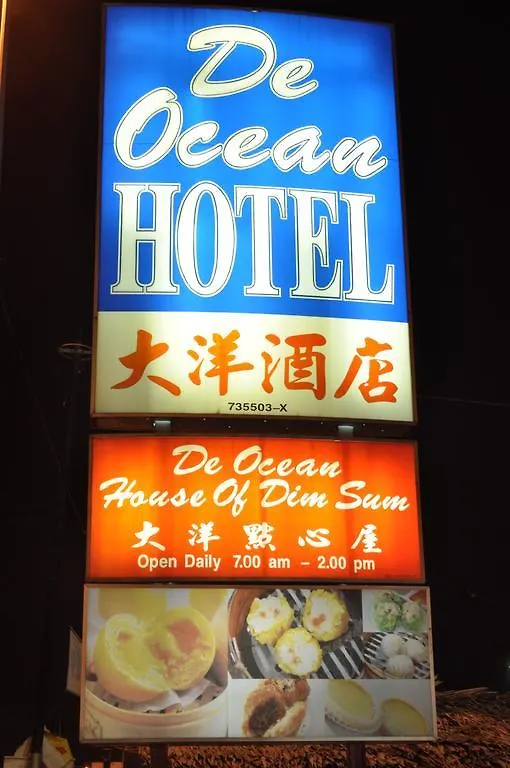 De
Ocean
HOTEL
大洋酒店
735503-X
De Ocean
House Of Dim Sum
大洋點心屋
Open Daily 7.00 am – 2.00 pm